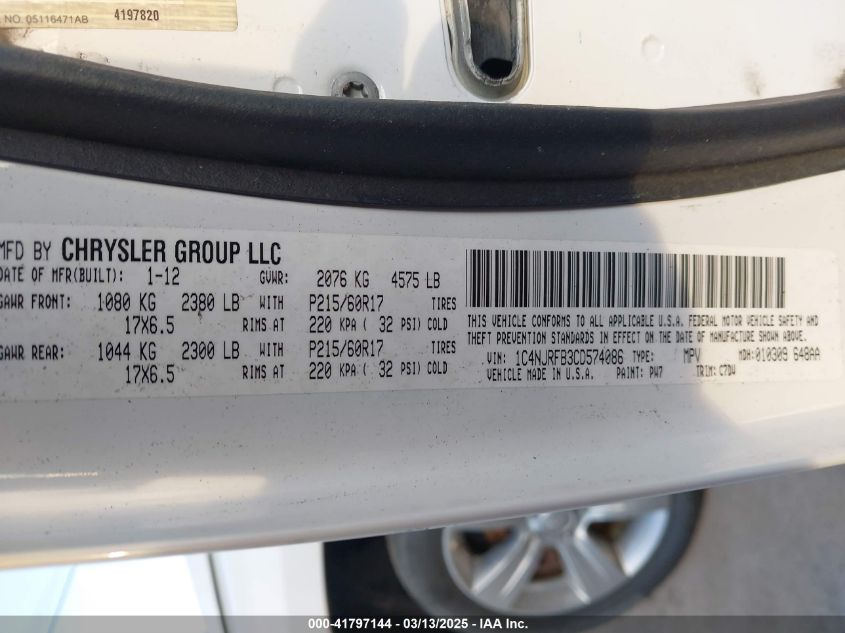 NO. 05116471AB 4197820
MFD BY CHRYSLER GROUP LLC
DATE OF MFR(BUILT): 1-12 GVWR: 2076 KG 4575 LB
GAWR FRONT: 1080 KG 2380 LB WITH P215/60R17 TIRES
17X6.5 RIMS AT 220 KPA ( 32 PSI) COLD
GAWR REAR: 1044 KG 2300 LB WITH P215/60R17 TIRES
17X6.5 RIMS AT 220 KPA ( 32 PSI) COLD
THIS VEHICLE CONFORMS TO ALL APPLICABLE U.S.A. FEDERAL MOTOR VEHICLE SAFETY AND
THEFT PREVENTION STANDARDS IN EFFECT ON THE DATE OF MANUFACTURE SHOWN ABOVE.
VIN: 1C4NJRFB3CD574086 TYPE: MPV MDH: 010309 648AA
VEHICLE MADE IN U.S.A. PAINT: PW7 TRIM: C7DW
000-41797144 - 03/13/2025 - IAA Inc.